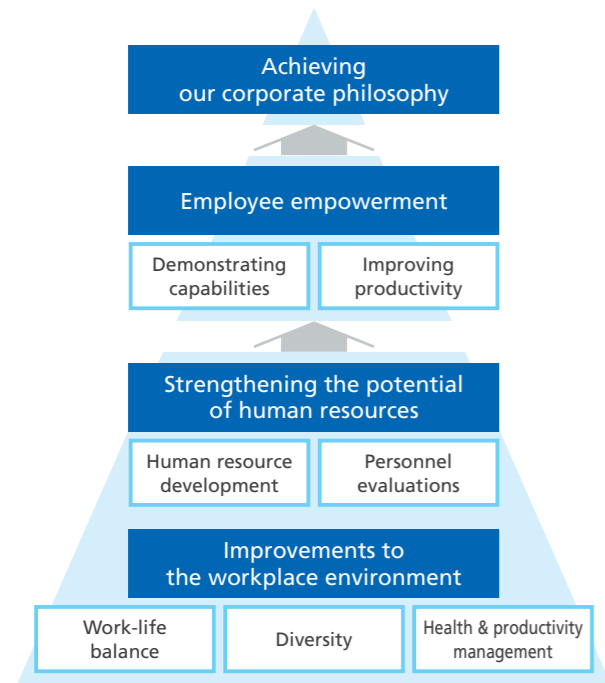 Achieving
our corporate philosophy
Employee empowerment
Demonstrating
capabilities
Improving
productivity
Strengthening the potential
of human resources
Human resource
development
Personnel
evaluations
Improvements to
the workplace environment
Work-life
balance
Diversity
Health & productivity
management